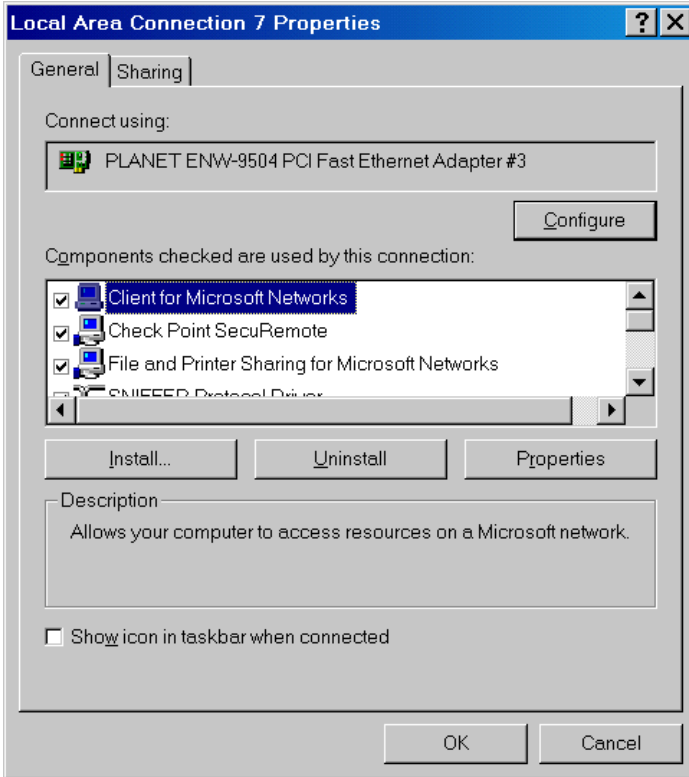 Local Area Connection 7 Properties
General
Sharing
Connect using:
PLANET ENW-9504 PCI Fast Ethernet Adapter #3
Configure
Components checked are used by this connection:
Client for Microsoft Networks
Check Point SecuRemote
File and Printer Sharing for Microsoft Networks
SNIFFER Protocol Driver
Install...
Uninstall
Properties
Description
Allows your computer to access resources on a Microsoft network.
Show icon in taskbar when connected
OK
Cancel